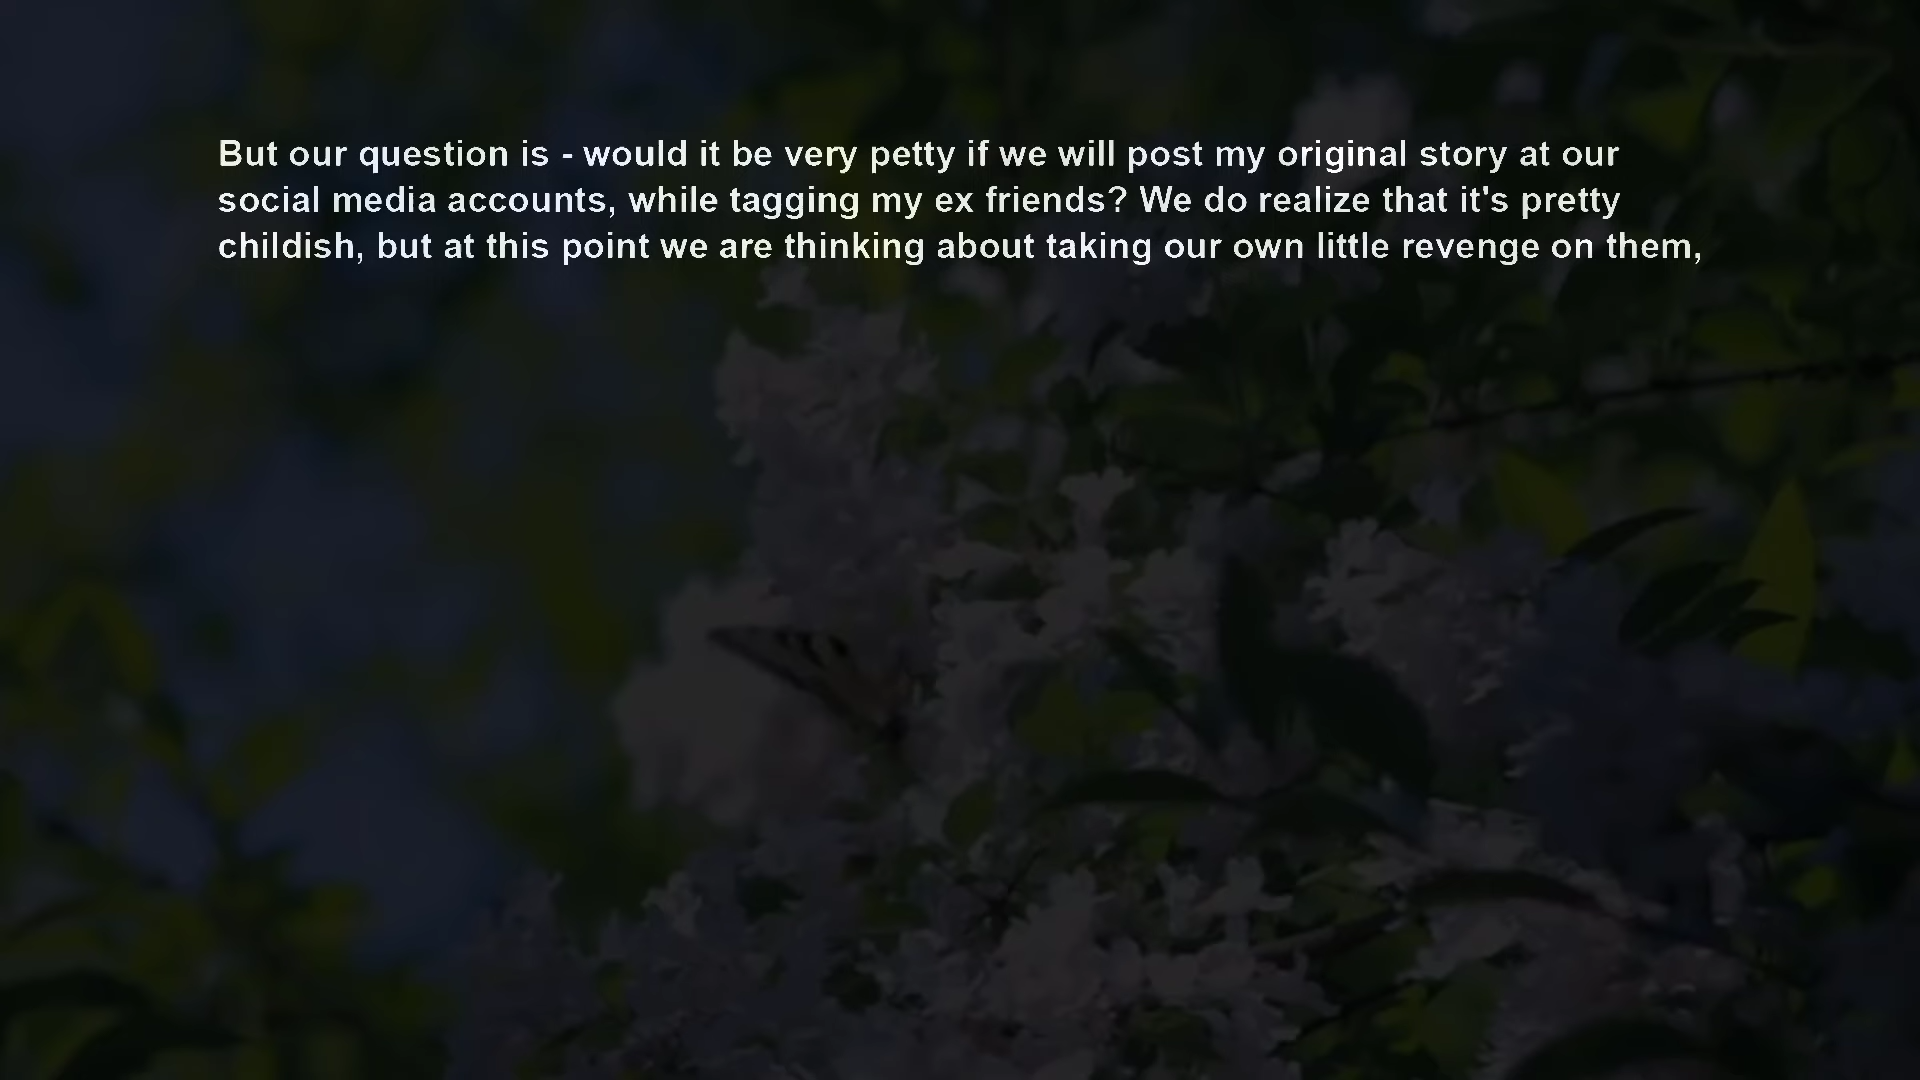 But our question is - would it be very petty if we will post my original story at our
social media accounts, while tagging my ex friends? We do realize that it's pretty
childish, but at this point we are thinking about taking our own little revenge on them,